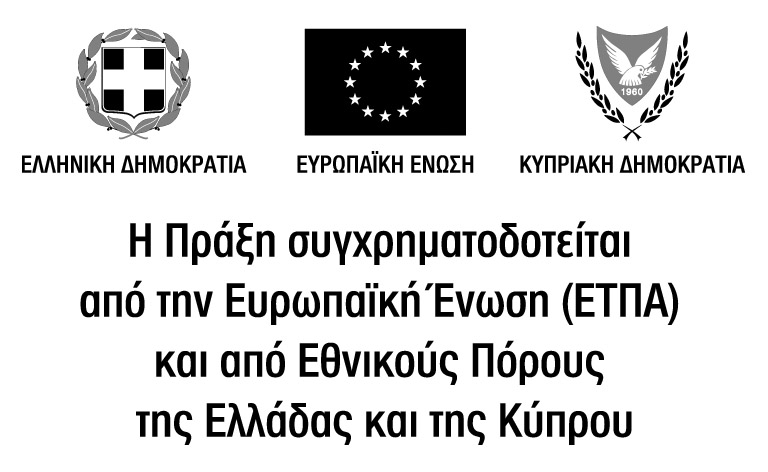 1960
ΕΛΛΗΝΙΚΗ ΔΗΜΟΚΡΑΤΙΑ ΕΥΡΩΠΑΪΚΗ ΕΝΩΣΗ ΚΥΠΡΙΑΚΗ ΔΗΜΟΚΡΑΤΙΑ
Η Πράξη συγχρηματοδοτείται
από την Ευρωπαϊκή Ένωση (ΕΤΠΑ)
και από Εθνικούς Πόρους
της Ελλάδας και της Κύπρου